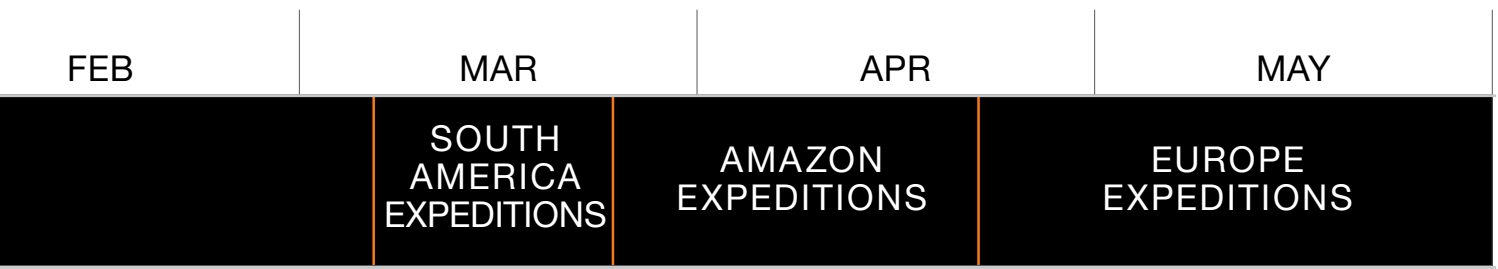 FEB
MAR
APR
MAY
SOUTH
AMERICA
EXPEDITIONS
AMAZON
EXPEDITIONS
EUROPE
EXPEDITIONS